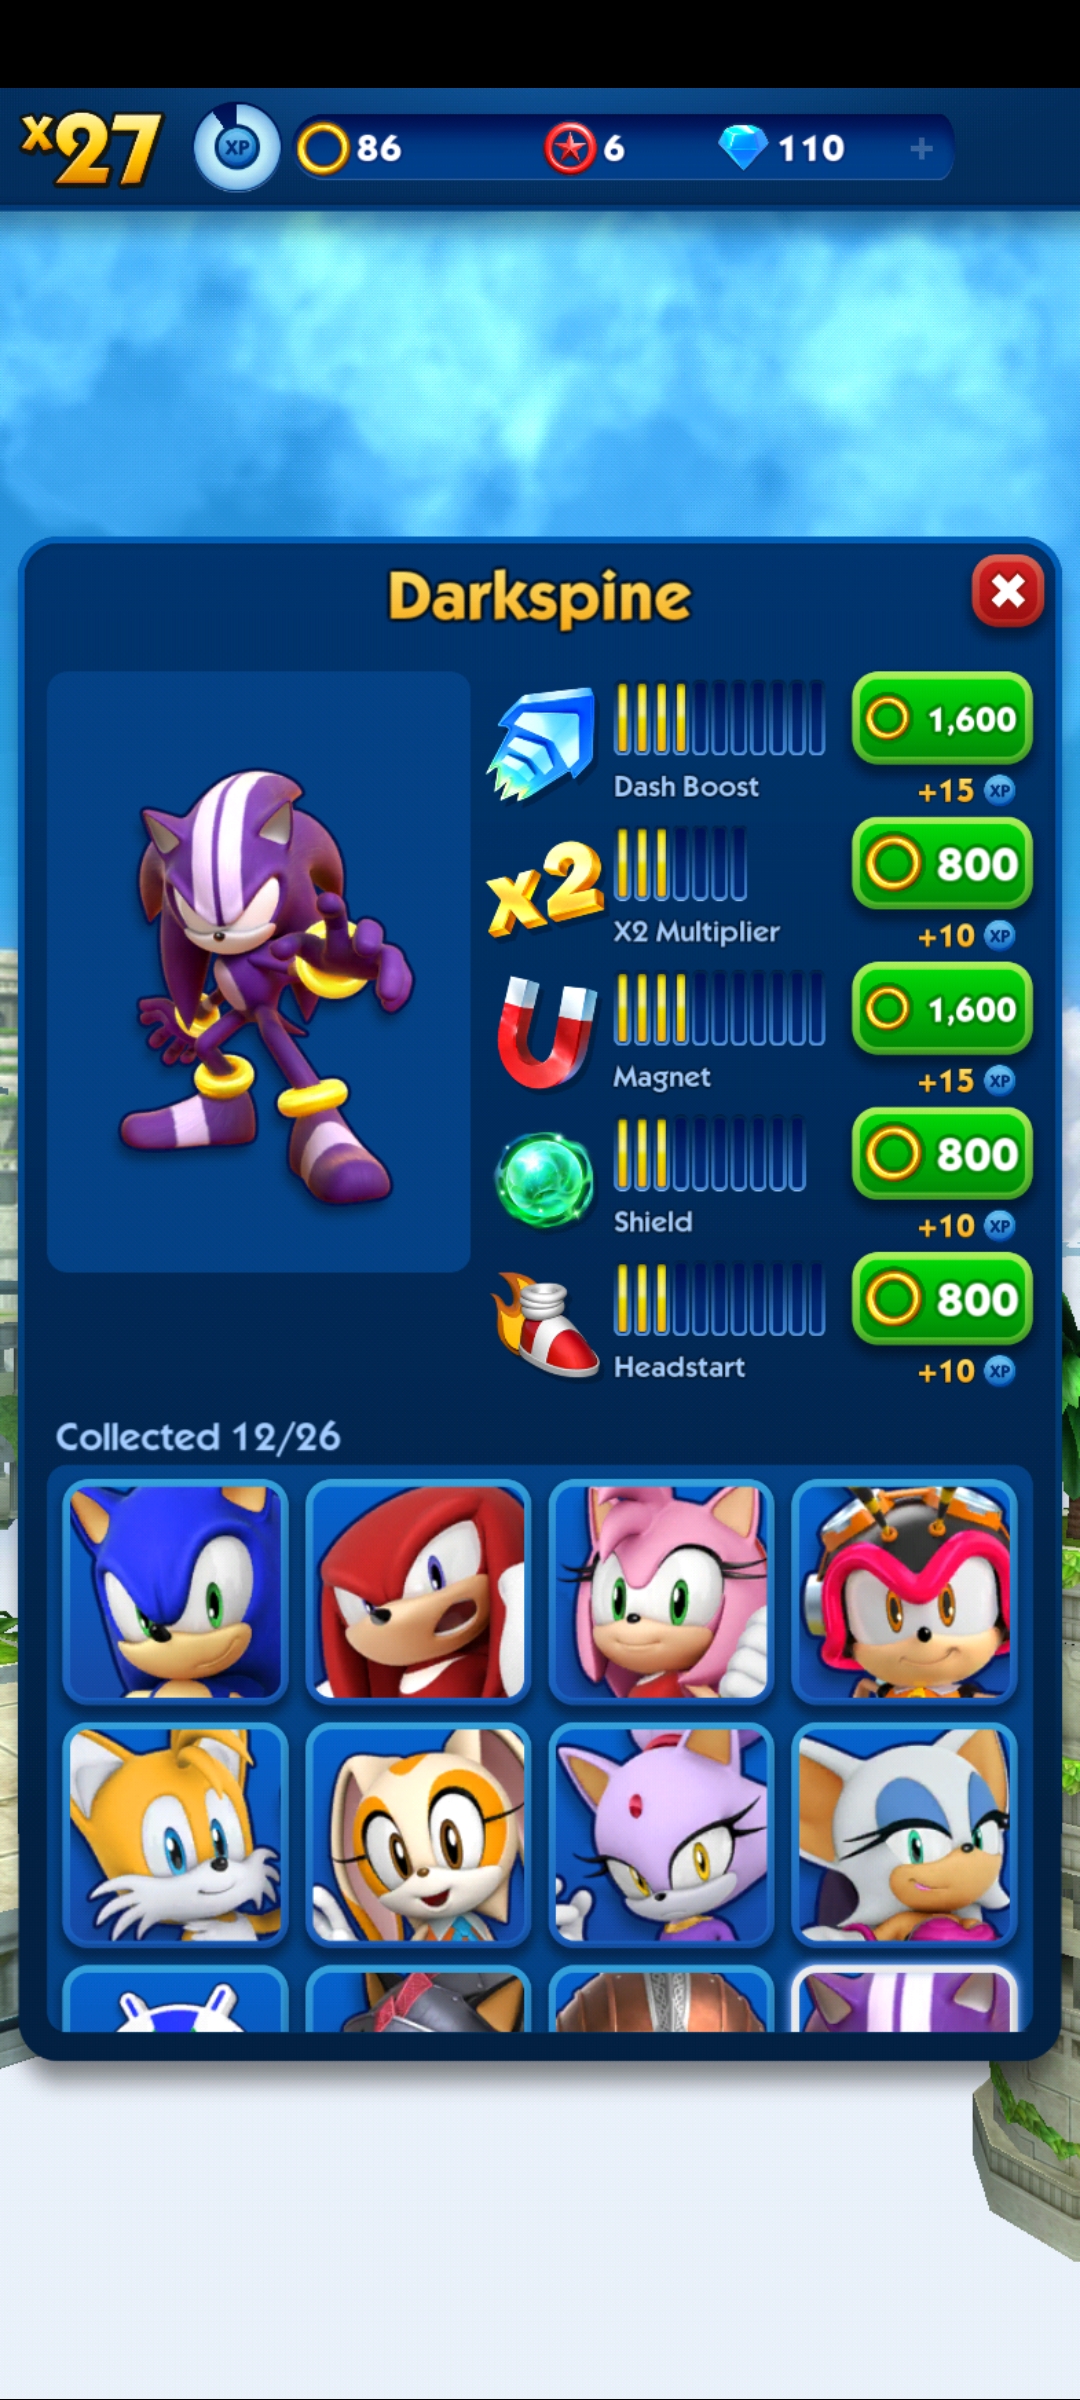 x27 XP 86 6 110 +
Darkspine
1,600
Dash Boost +15 XP
x2 800
X2 Multiplier +10 XP
1,600
Magnet +15 XP
800
Shield +10 XP
800
Headstart +10 XP
Collected 12/26